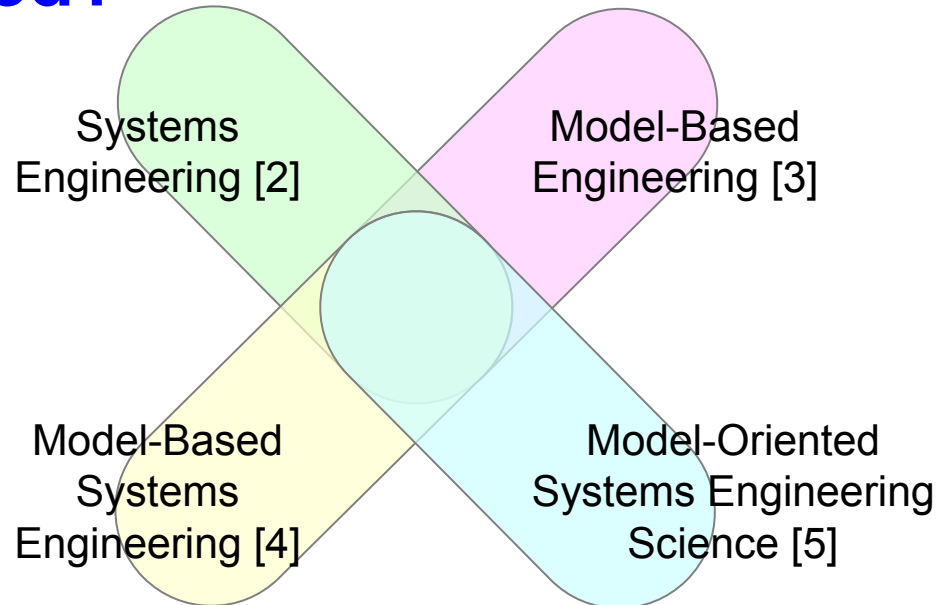 Systems
Engineering [2]
Model-Based
Engineering [3]
Model-Based
Systems
Engineering [4]
Model-Oriented
Systems Engineering
Science [5]